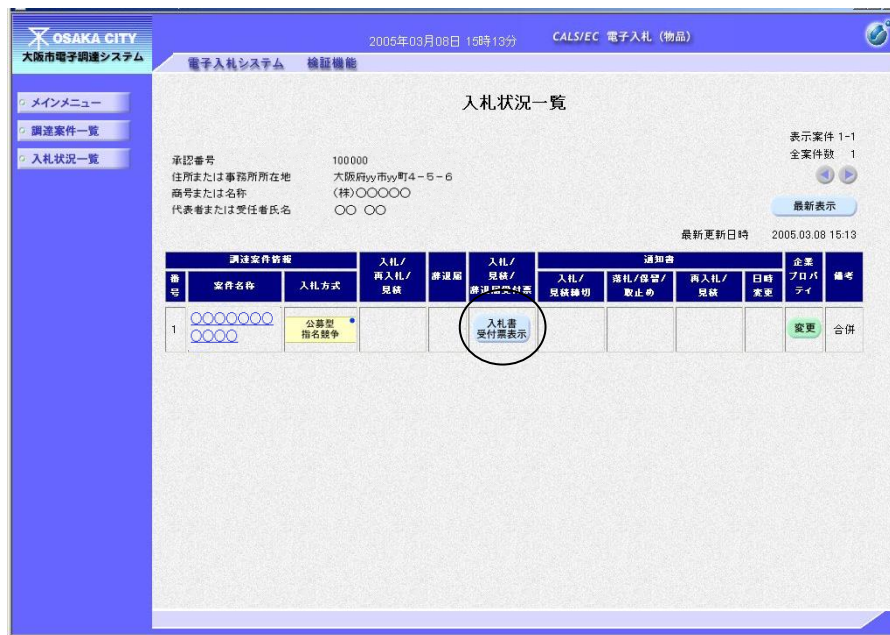 OSAKA CITY
大阪市電子調達システム
2005年03月08日 15時13分
CALS/EC 電子入札（物品）
電子入札システム 検証機能
メインメニュー
調達案件一覧
入札状況一覧
入札状況一覧
表示案件 1-1
全案件数 1
承認番号 100000
住所または事務所所在地 大阪府yy市yy町4－5－6
商号または名称 (株)○○○○○
代表者または受任者氏名 ○○ ○○
最新表示
最新更新日時 2005.03.08 15:13
調達案件情報
番号
案件名称
入札方式
入札/
再入札/
見積
辞退届
入札/
見積/
辞退届受付票
通知書
入札/
見積締切
落札/保留/
取止め
再入札/
見積
日時
変更
企業
プロパ
ティ
備考
1
○○○○○○○
○○○○
公募型
指名競争
入札書
受付票表示
変更
合併